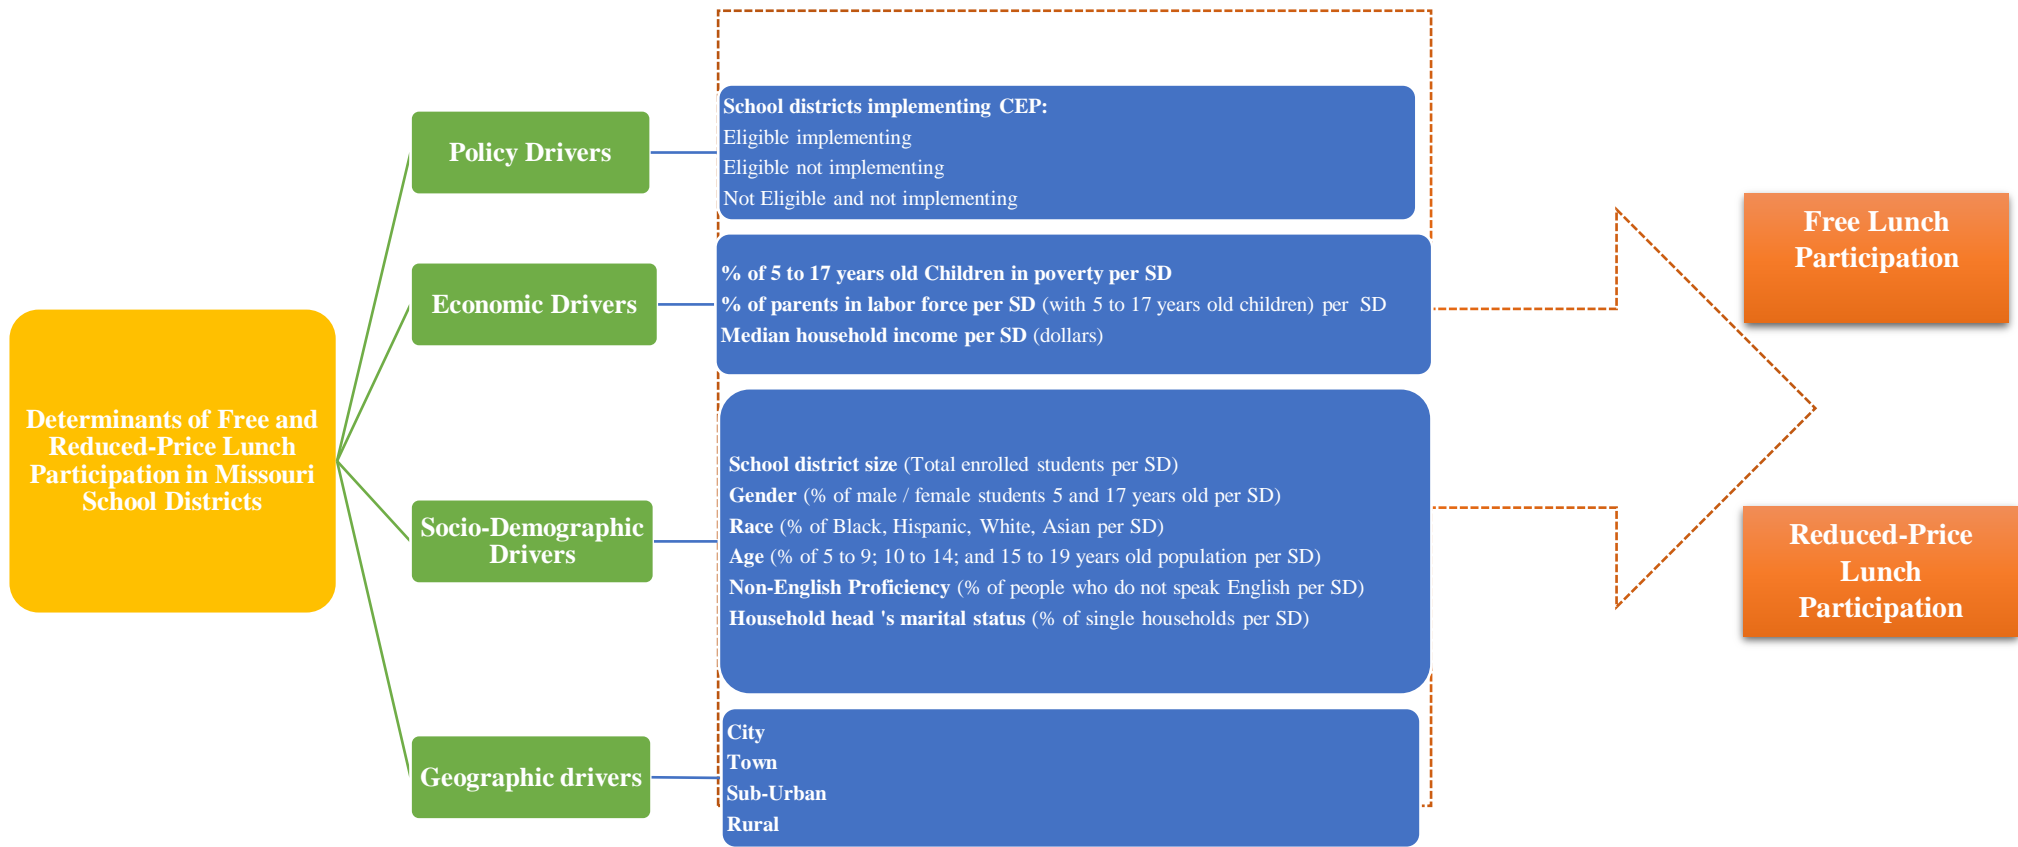 Determinants of Free and
Reduced-Price Lunch
Participation in Missouri
School Districts
Policy Drivers
School districts implementing CEP:
Eligible implementing
Eligible not implementing
Not Eligible and not implementing
Economic Drivers
% of 5 to 17 years old Children in poverty per SD
% of parents in labor force per SD (with 5 to 17 years old children) per SD
Median household income per SD (dollars)
Socio-Demographic
Drivers
School district size (Total enrolled students per SD)
Gender (% of male / female students 5 and 17 years old per SD)
Race (% of Black, Hispanic, White, Asian per SD)
Age (% of 5 to 9; 10 to 14; and 15 to 19 years old population per SD)
Non-English Proficiency (% of people who do not speak English per SD)
Household head 's marital status (% of single households per SD)
Geographic drivers
City
Town
Sub-Urban
Rural
Free Lunch
Participation
Reduced-Price
Lunch
Participation